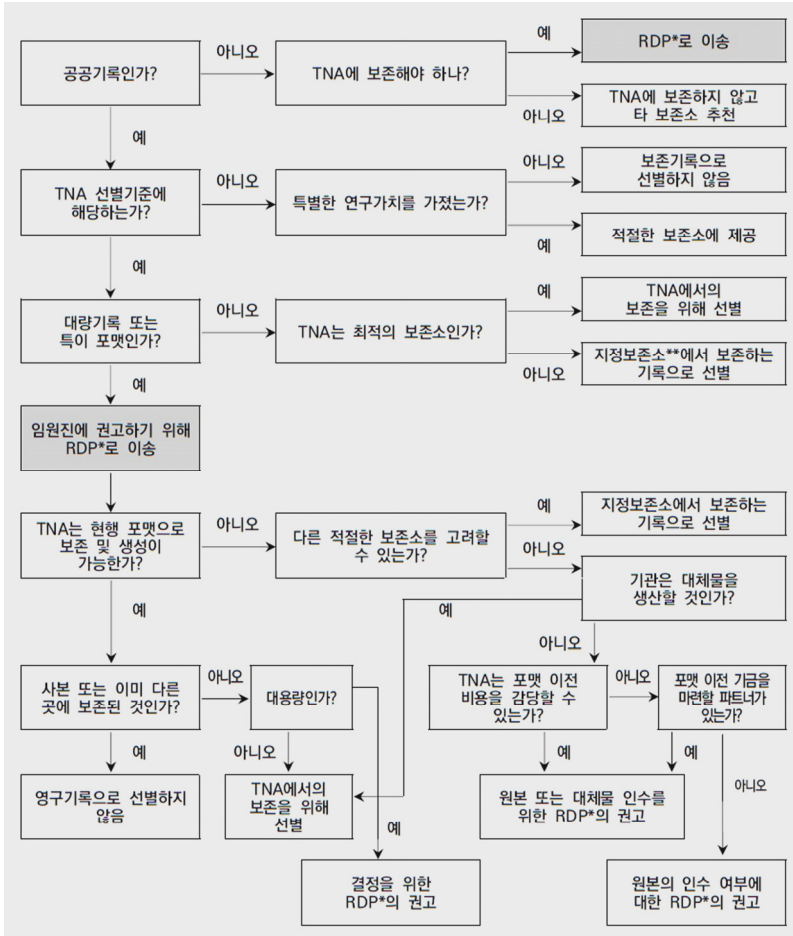 공공기록인가?
아니오
TNA에 보존해야 하나?
예
RDP*로 이송
아니오
TNA에 보존하지 않고
타 보존소 추천
예
TNA 선별기준에
해당하는가?
아니오
특별한 연구가치를 가졌는가?
아니오
보존기록으로
선별하지 않음
예
적절한 보존소에 제공
예
대량기록 또는
특이 포맷인가?
아니오
TNA는 최적의 보존소인가?
예
TNA에서의
보존을 위해 선별
아니오
지정보존소**에서 보존하는
기록으로 선별
예
임원진에 권고하기 위해
RDP*로 이송
TNA는 현행 포맷으로
보존 및 생성이
가능한가?
아니오
다른 적절한 보존소를 고려할
수 있는가?
예
지정보존소에서 보존하는
기록으로 선별
아니오
기관은 대체물을
생산할 것인가?
예
예
아니오
사본 또는 이미 다른
곳에 보존된 것인가?
아니오
대용량인가?
TNA는 포맷 이전
비용을 감당할 수
있는가?
아니오
포맷 이전 기금을
마련할 파트너가
있는가?
예
아니오
예
예
아니오
영구기록으로 선별하지
않음
TNA에서의
보존을 위해
선별
예
원본 또는 대체물 인수를
위한 RDP*의 권고
결정을 위한
RDP*의 권고
원본의 인수 여부에
대한 RDP*의 권고